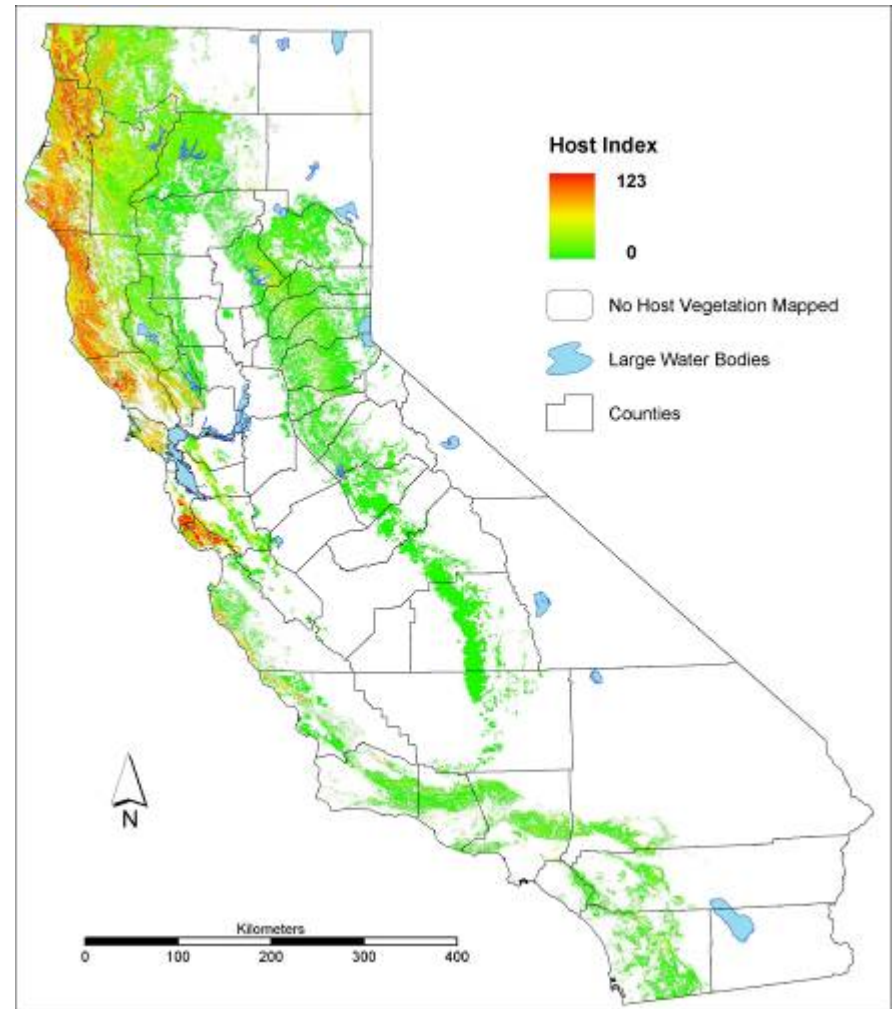 Host Index
123
0
No Host Vegetation Mapped
Large Water Bodies
Counties
N
Kilometers
0 100 200 300 400